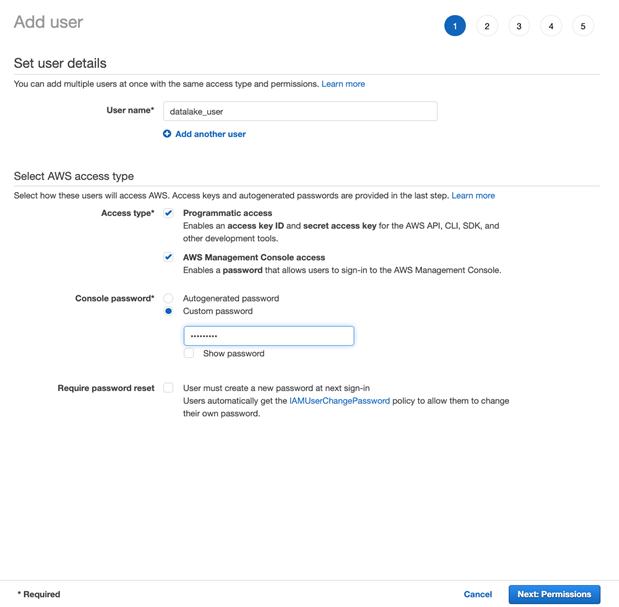 Add user
1 2 3 4 5
Set user details
You can add multiple users at once with the same access type and permissions. Learn more
User name* datalake_user
Add another user
Select AWS access type
Select how these users will access AWS. Access keys and autogenerated passwords are provided in the last step. Learn more
Access type* Programmatic access
Enables an access key ID and secret access key for the AWS API, CLI, SDK, and
other development tools.
AWS Management Console access
Enables a password that allows users to sign-in to the AWS Management Console.
Console password* Autogenerated password
Custom password
•••••••••
Show password
Require password reset User must create a new password at next sign-in
Users automatically get the IAMUserChangePassword policy to allow them to change
their own password.
* Required Cancel Next: Permissions